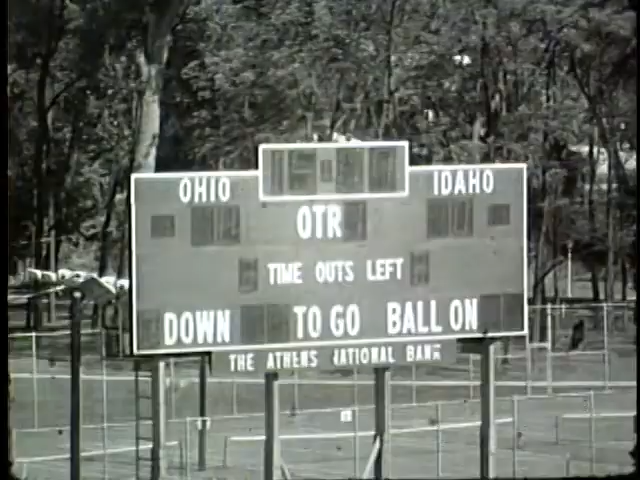 OHIO IDAHO
QTR
TIME OUTS LEFT
DOWN TO GO BALL ON
THE ATHENS NATIONAL BANK